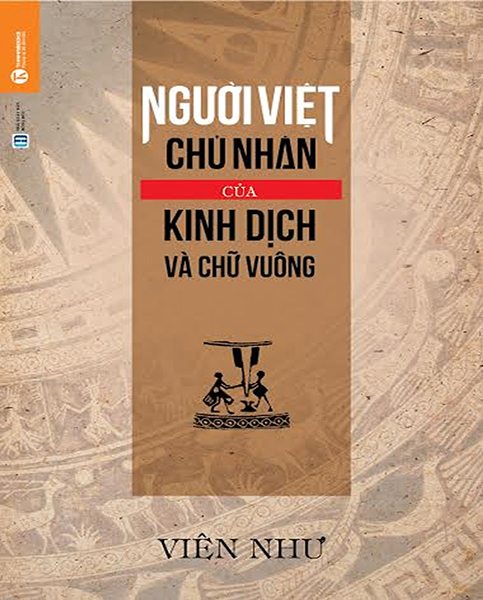 NGƯỜI VIỆT
CHỦ NHÂN
CỦA
KINH DỊCH
VÀ CHỮ VUÔNG
VIÊN NHƯ